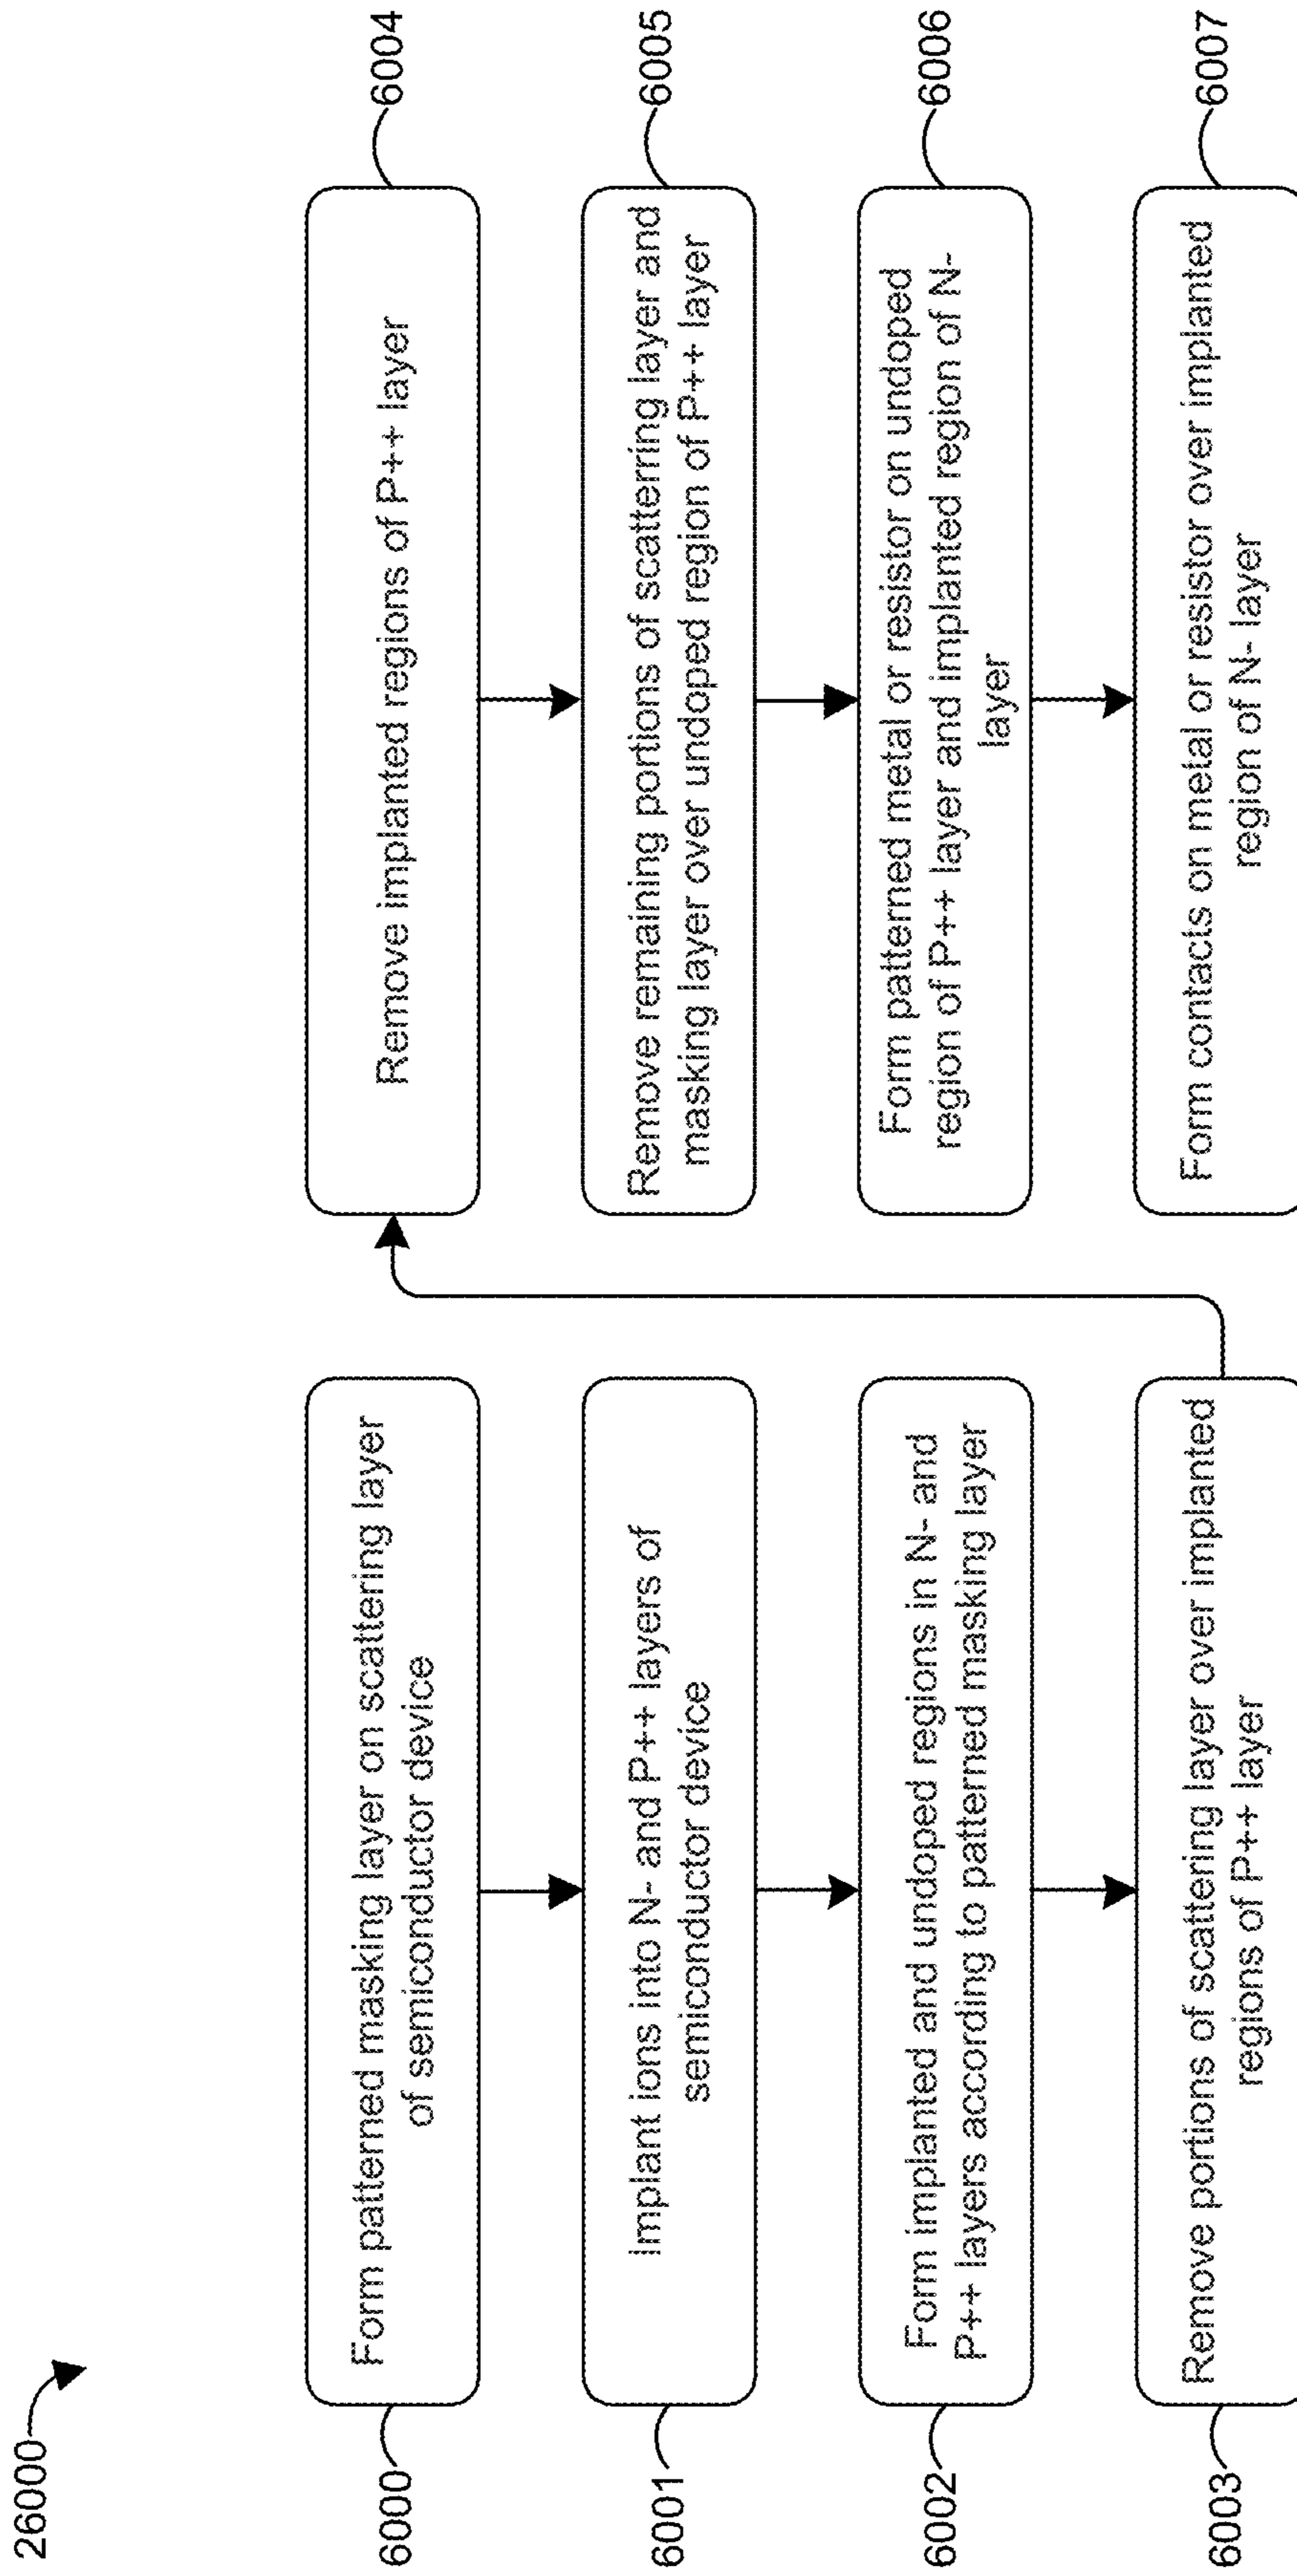 26000
6000
Form patterned masking layer on scattering layer
of semiconductor device
6001
Implant ions into N- and P++ layers of
semiconductor device
6002
Form implanted and undoped regions in N- and
P++ layers according to patterned masking layer
6003
Remove portions of scattering layer over implanted
regions of P++ layer
6004
Remove implanted regions of P++ layer
6005
Remove remaining portions of scatterring layer and
masking layer over undoped region of P++ layer
6006
Form patterned metal or resistor on undoped
region of P++ layer and implanted region of N-
layer
6007
Form contacts on metal or resistor over implanted
region of N- layer